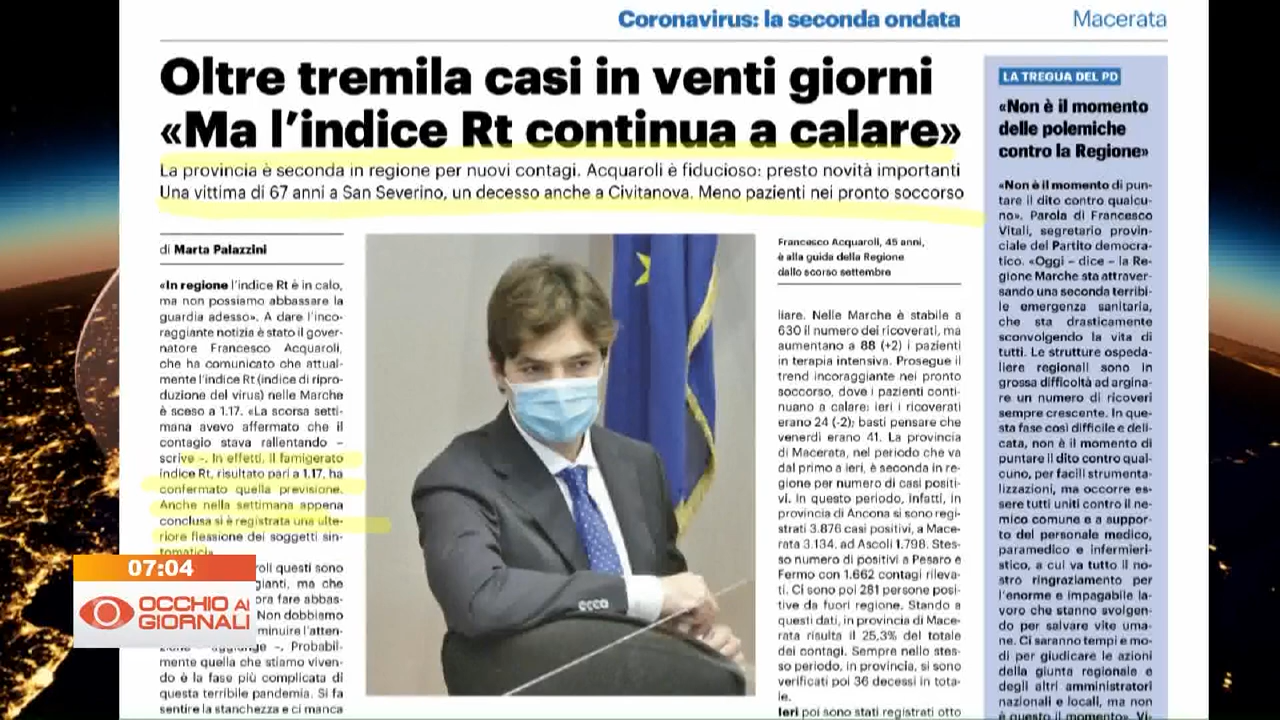 Coronavirus: la seconda ondata
Macerata
Oltre tremila casi in venti giorni
«Ma l'indice Rt continua a calare»
La provincia è seconda in regione per nuovi contagi. Acquaroli è fiducioso: presto novità importanti
Una vittima di 67 anni a San Severino, un decesso anche a Civitanova. Meno pazienti nei pronto soccorso
di Marta Palazzini
«In regione l'indice Rt è in calo,
ma non possiamo abbassare la
guardia adesso». A dare l'inco-
raggiante notizia è stato il gover-
natore Francesco Acquaroli,
che ha comunicato che attual-
mente l'indice Rt (indice di ripro-
duzione del virus) nelle Marche
è sceso a 1.17. «La scorsa setti-
mana avevo affermato che il
contagio stava rallentando –
scrive –. In effetti, il famigerato
indice Rt, risultato pari a 1.17, ha
confermato quella previsione.
Anche nella settimana appena
conclusa si è registrata una ulte-
riore flessione dei soggetti sin-
tomatici».
roli questi sono
giganti, ma che
ora fare abbas-
Non dobbiamo
minuire l'atten-
zione – aggiunge –. Probabil-
mente quella che stiamo viven-
do è la fase più complicata di
questa terribile pandemia. Si fa
sentire la stanchezza e ci manca
Francesco Acquaroli, 45 anni,
è alla guida della Regione
dallo scorso settembre
liare. Nelle Marche è stabile a
630 il numero dei ricoverati, ma
aumentano a 88 (+2) i pazienti
in terapia intensiva. Prosegue il
trend incoraggiante nei pronto
soccorso, dove i pazienti conti-
nuano a calare: ieri i ricoverati
erano 24 (-2); basti pensare che
venerdì erano 41. La provincia
di Macerata, nel periodo che va
dal primo a ieri, è seconda in re-
gione per numero di casi positi-
vi. In questo periodo, infatti, in
provincia di Ancona si sono regi-
strati 3.876 casi positivi, a Mace-
rata 3.134, ad Ascoli 1.798. Stes-
so numero di positivi a Pesaro e
Fermo con 1.662 contagi rileva-
ti. Ci sono poi 281 persone posi-
tive da fuori regione. Stando a
questi dati, in provincia di Mace-
rata risulta il 25,3% del totale
dei contagi. Sempre nello stes-
so periodo, in provincia, si sono
verificati poi 36 decessi in tota-
le.
Ieri poi sono stati registrati otto
LA TREGUA DEL PD
«Non è il momento
delle polemiche
contro la Regione»
«Non è il momento di pun-
tare il dito contro qualcu-
no». Parola di Francesco
Vitali, segretario provin-
ciale del Partito democra-
tico. «Oggi – dice – la Re-
gione Marche sta attraver-
sando una seconda terribi-
le emergenza sanitaria,
che sta drasticamente
sconvolgendo la vita di
tutti. Le strutture ospeda-
liere regionali sono in
grossa difficoltà ad argina-
re un numero di ricoveri
sempre crescente. In que-
sta fase così difficile e deli-
cata, non è il momento di
puntare il dito contro qual-
cuno, per facili strumenta-
lizzazioni, ma occorre es-
sere tutti uniti contro il ne-
mico comune e a suppor-
to del personale medico,
paramedico e infermieri-
stico, a cui va tutto il no-
stro ringraziamento per
l'enorme e impagabile la-
voro che stanno svolgen-
do per salvare vite uma-
ne. Ci saranno tempi e mo-
di per giudicare le azioni
della giunta regionale e
degli altri amministratori
nazionali e locali, ma non
è questo il momento». Vi-
07:04
OCCHIO AI
GIORNALI